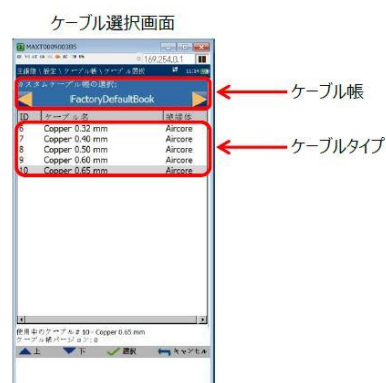 ケーブル選択画面
MAXT0009G0038S
169.254.0.1
主画面 \ 設定 \ ケーブル帳 \ ケーブル選択
カスタムケーブル帳の選択:
FactoryDefaultBook
ケーブル帳
ID ケーブル名 絶縁体
6 Copper 0.32 mm Aircore
7 Copper 0.40 mm Aircore
ケーブルタイプ
8 Copper 0.50 mm Aircore
9 Copper 0.60 mm Aircore
10 Copper 0.65 mm Aircore
使用中のケーブル # 10 - Copper 0.65 mm
ケーブル帳バージョン: 0
上 下 選択 キャンセル